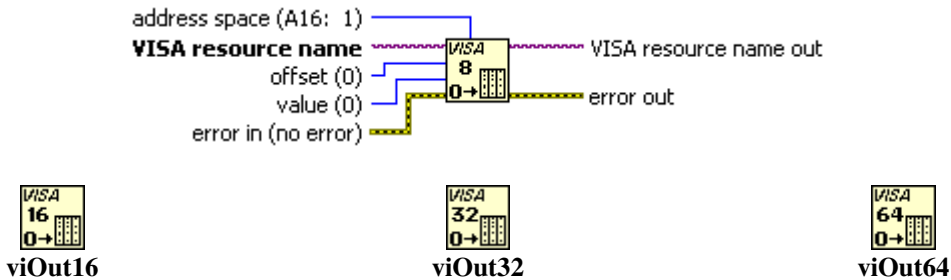 address space (A16: 1)
VISA resource name
VISA resource name out
offset (0)
value (0)
error in (no error)
error out
VISA
8
0→
VISA
16
0→
viOut16
VISA
32
0→
viOut32
VISA
64
0→
viOut64